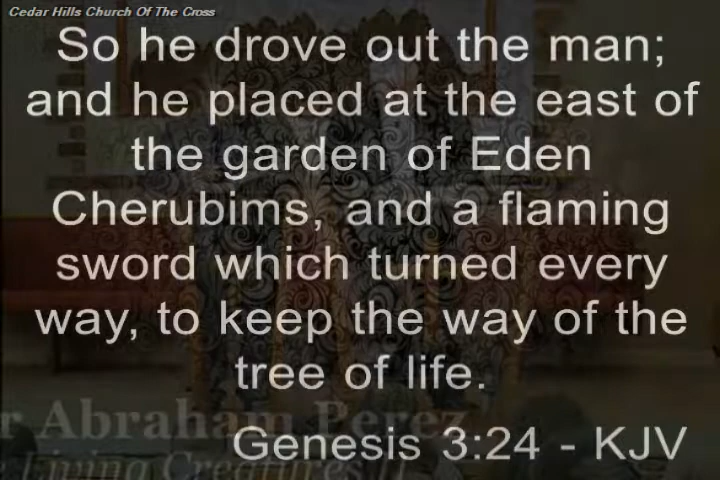 Cedar Hills Church Of The Cross
So he drove out the man;
and he placed at the east of
the garden of Eden
Cherubims, and a flaming
sword which turned every
way, to keep the way of the
tree of life.
r Abraham Perez
Genesis 3:24 - KJV
Living Creatures II